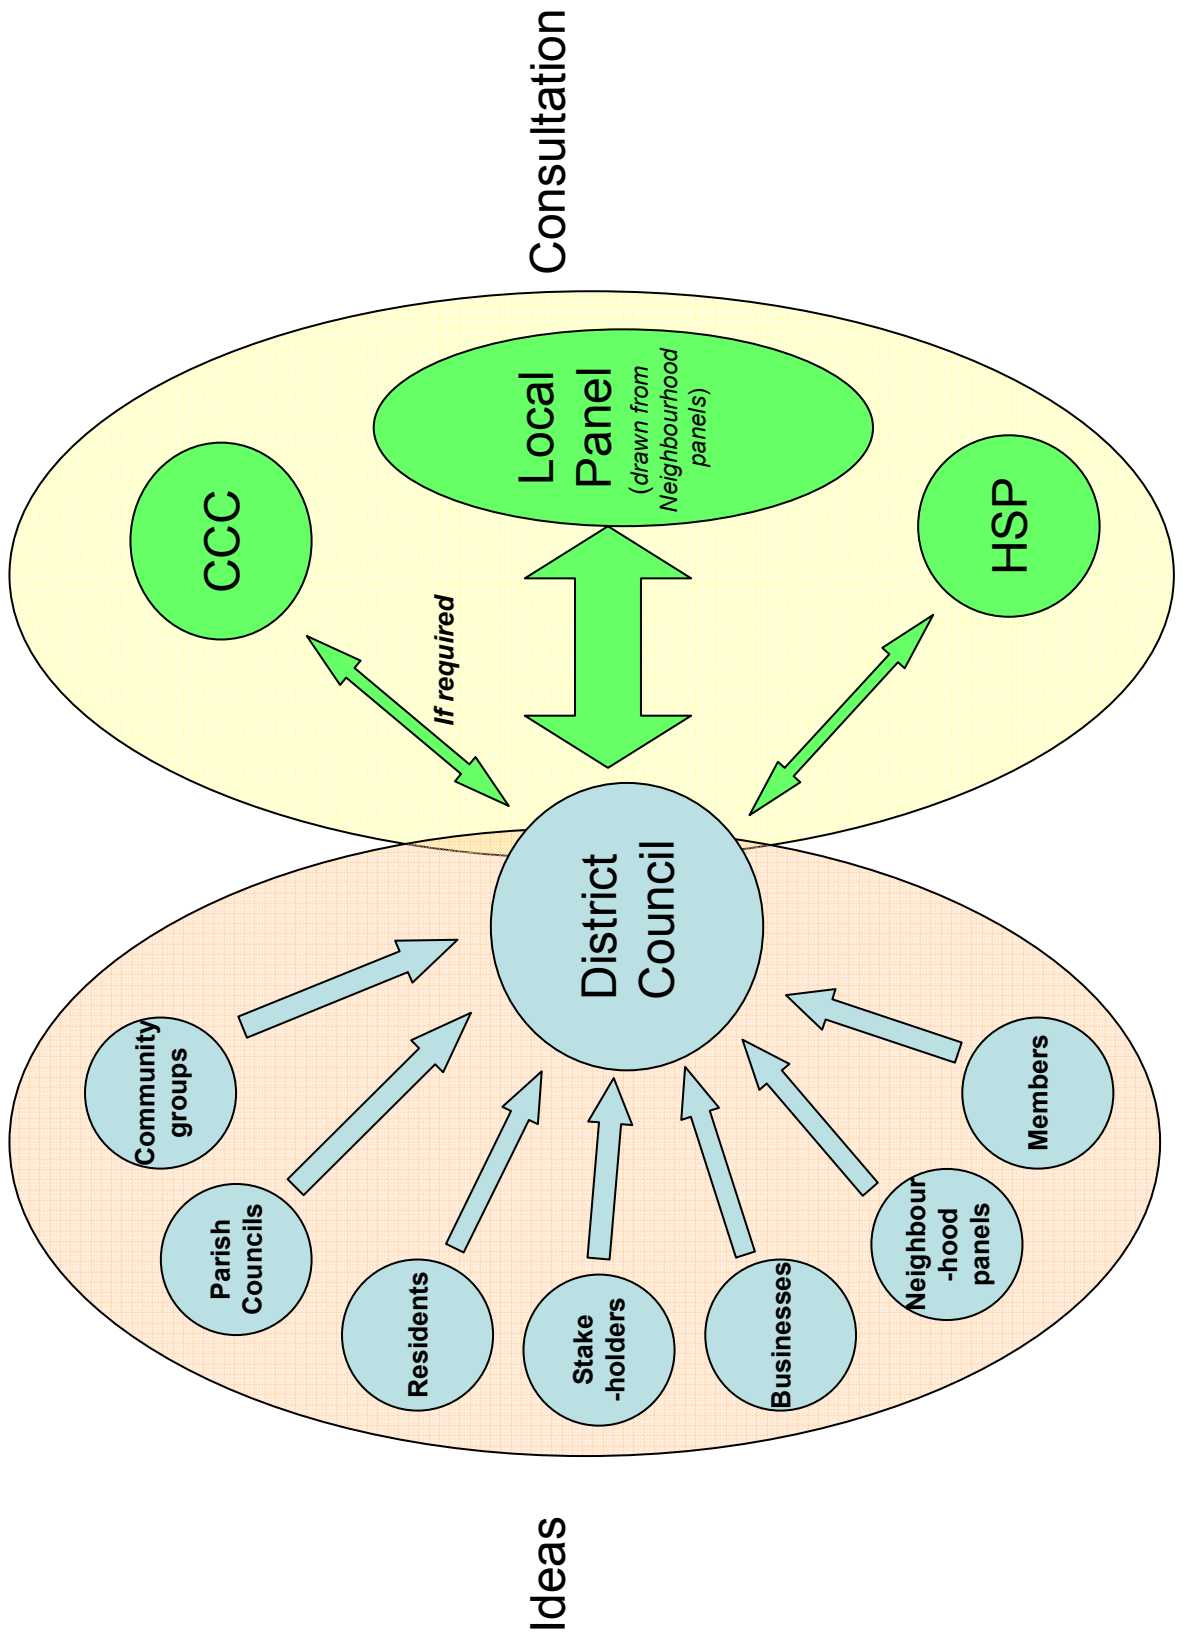 Ideas
Community
groups
Parish
Councils
Residents
Stake
-holders
Businesses
Neighbour
-hood
panels
Members
District
Council
If required
CCC
Local
Panel
(drawn from
Neighbourhood
panels)
HSP
Consultation